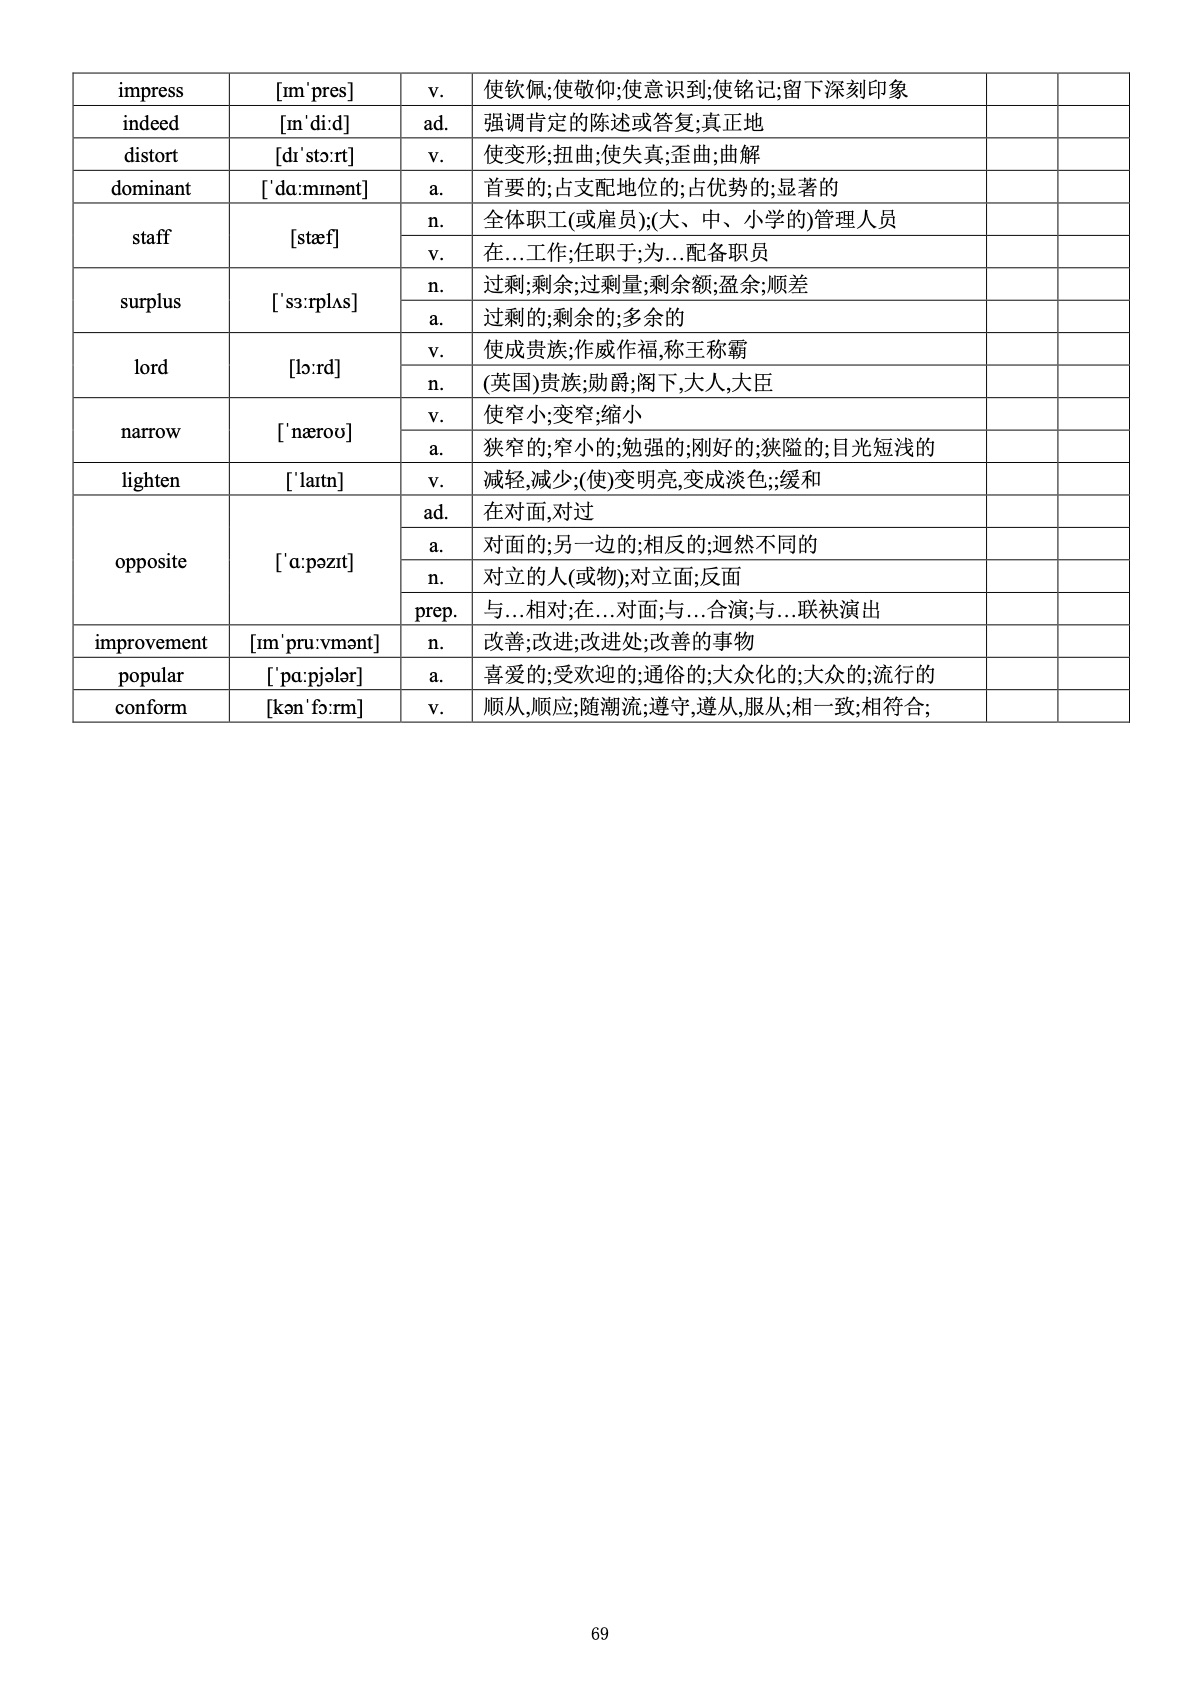 impress [ɪmˈpres] v. 使钦佩;使敬仰;使意识到;使铭记;留下深刻印象
indeed [ɪnˈdiːd] ad. 强调肯定的陈述或答复;真正地
distort [dɪˈstɔːrt] v. 使变形;扭曲;使失真;歪曲;曲解
dominant [ˈdɑːmɪnənt] a. 首要的;占支配地位的;占优势的;显著的
staff [stæf] n. 全体职工(或雇员);(大、中、小学的)管理人员
v. 在…工作;任职于;为…配备职员
surplus [ˈsɜːrplʌs] n. 过剩;剩余;过剩量;剩余额;盈余;顺差
a. 过剩的;剩余的;多余的
lord [lɔːrd] v. 使成贵族;作威作福,称王称霸
n. (英国)贵族;勋爵;阁下,大人,大臣
narrow [ˈnæroʊ] v. 使窄小;变窄;缩小
a. 狭窄的;窄小的;勉强的;刚好的;狭隘的;目光短浅的
lighten [ˈlaɪtn] v. 减轻,减少;(使)变明亮,变成淡色;;缓和
opposite [ˈɑːpəzɪt] ad. 在对面,对过
a. 对面的;另一边的;相反的;迥然不同的
n. 对立的人(或物);对立面;反面
prep. 与…相对;在…对面;与…合演;与…联袂演出
improvement [ɪmˈpruːvmənt] n. 改善;改进;改进处;改善的事物
popular [ˈpɑːpjələr] a. 喜爱的;受欢迎的;通俗的;大众化的;大众的;流行的
conform [kənˈfɔːrm] v. 顺从,顺应;随潮流;遵守,遵从,服从;相一致;相符合;
69